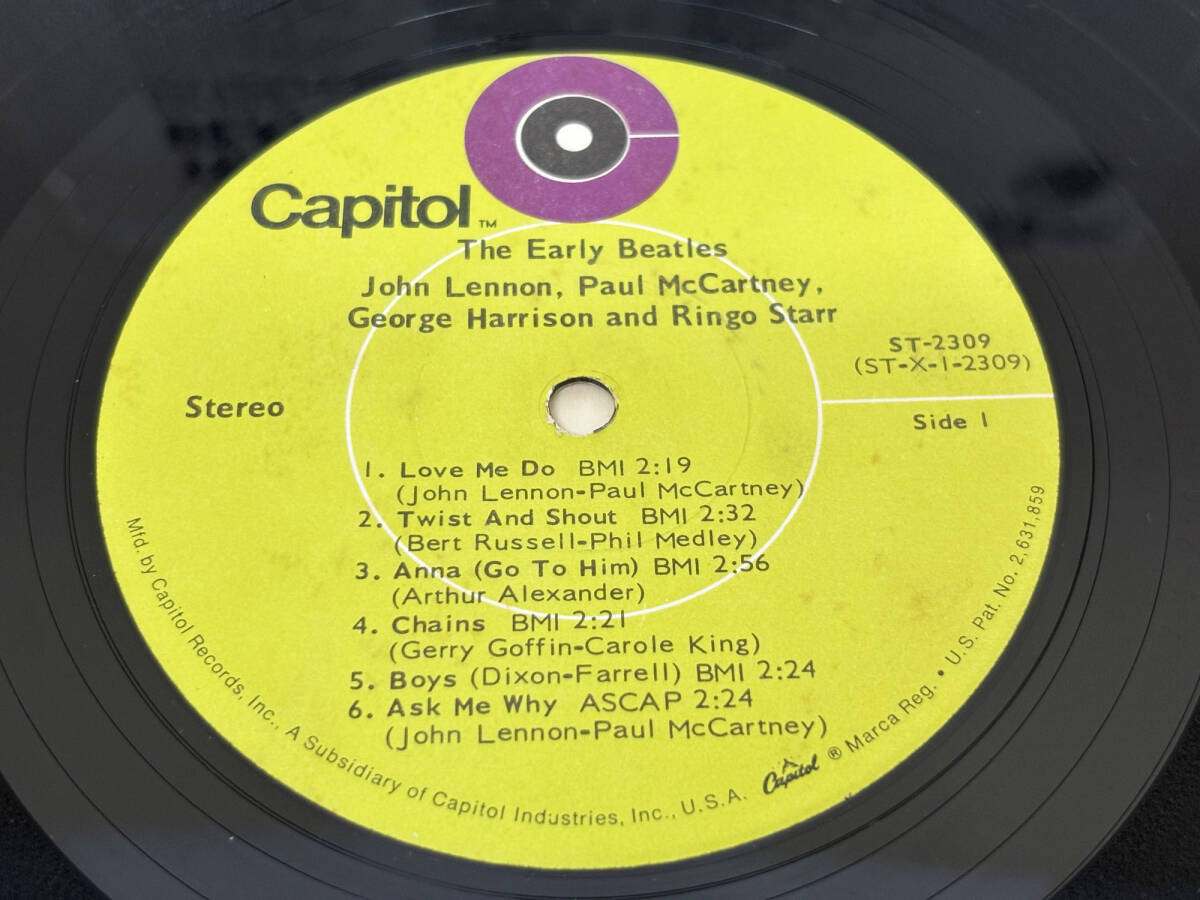 Capitol™
The Early Beatles
John Lennon, Paul McCartney,
George Harrison and Ringo Starr
ST-2309
(ST-X-1-2309)
Stereo
Side 1
1. Love Me Do BMI 2:19
(John Lennon-Paul McCartney)
2. Twist And Shout BMI 2:32
(Bert Russell-Phil Medley)
3. Anna (Go To Him) BMI 2:56
(Arthur Alexander)
4. Chains BMI 2:21
(Gerry Goffin-Carole King)
5. Boys (Dixon-Farrell) BMI 2:24
6. Ask Me Why ASCAP 2:24
(John Lennon-Paul McCartney)
Mfd. by Capitol Records, Inc., A Subsidiary of Capitol Industries, Inc., U.S.A. Capitol ® Marca Reg. • U.S. Pat. No. 2,631,859